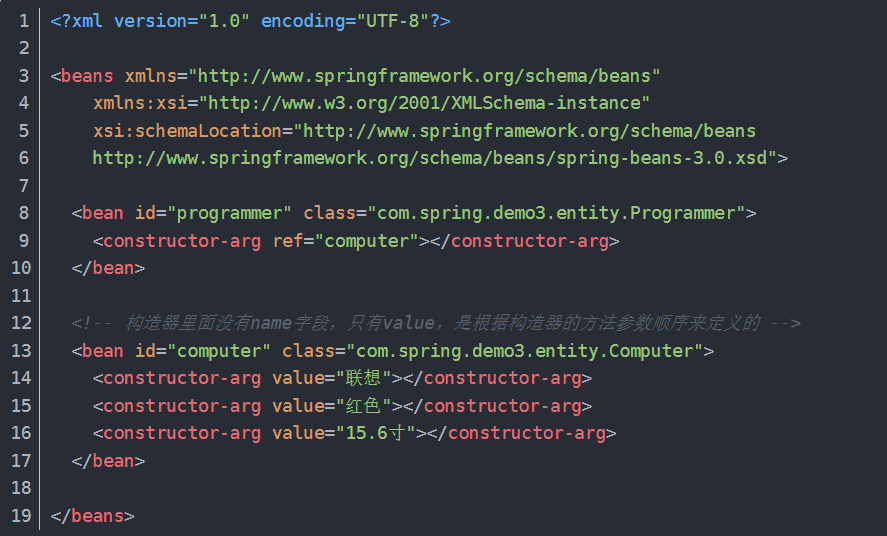 1 <?xml version="1.0" encoding="UTF-8"?>
2
3 <beans xmlns="http://www.springframework.org/schema/beans"
4     xmlns:xsi="http://www.w3.org/2001/XMLSchema-instance"
5     xsi:schemaLocation="http://www.springframework.org/schema/beans
6     http://www.springframework.org/schema/beans/spring-beans-3.0.xsd">
7
8   <bean id="programmer" class="com.spring.demo3.entity.Programmer">
9     <constructor-arg ref="computer"></constructor-arg>
10   </bean>
11
12   <!-- 构造器里面没有name字段，只有value，是根据构造器的方法参数顺序来定义的 -->
13   <bean id="computer" class="com.spring.demo3.entity.Computer">
14     <constructor-arg value="联想"></constructor-arg>
15     <constructor-arg value="红色"></constructor-arg>
16     <constructor-arg value="15.6寸"></constructor-arg>
17   </bean>
18
19 </beans>